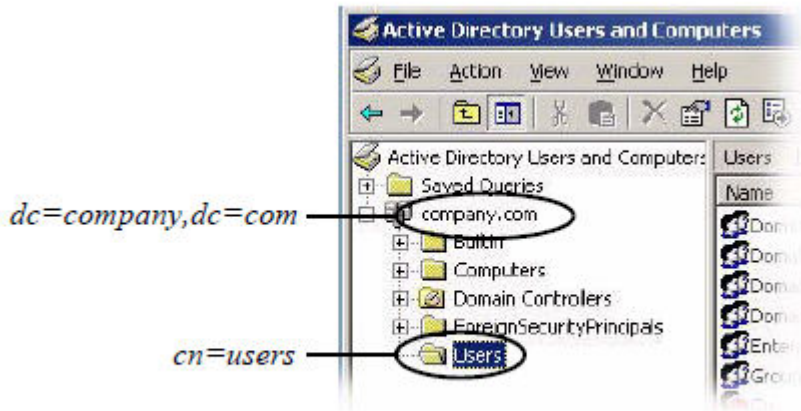 Active Directory Users and Computers
File Action View Window Help
Active Directory Users and Computers Users
Saved Queries Name
dc=company,dc=com company.com
Builtin
Computers
Domain Controllers
ForeignSecurityPrincipals
cn=users Users